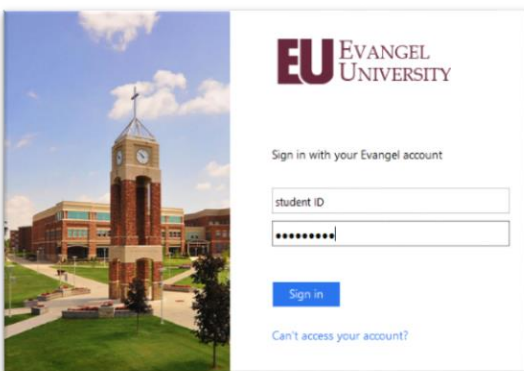 EU EVANGEL
UNIVERSITY
Sign in with your Evangel account
student ID
•••••••••
Sign in
Can't access your account?